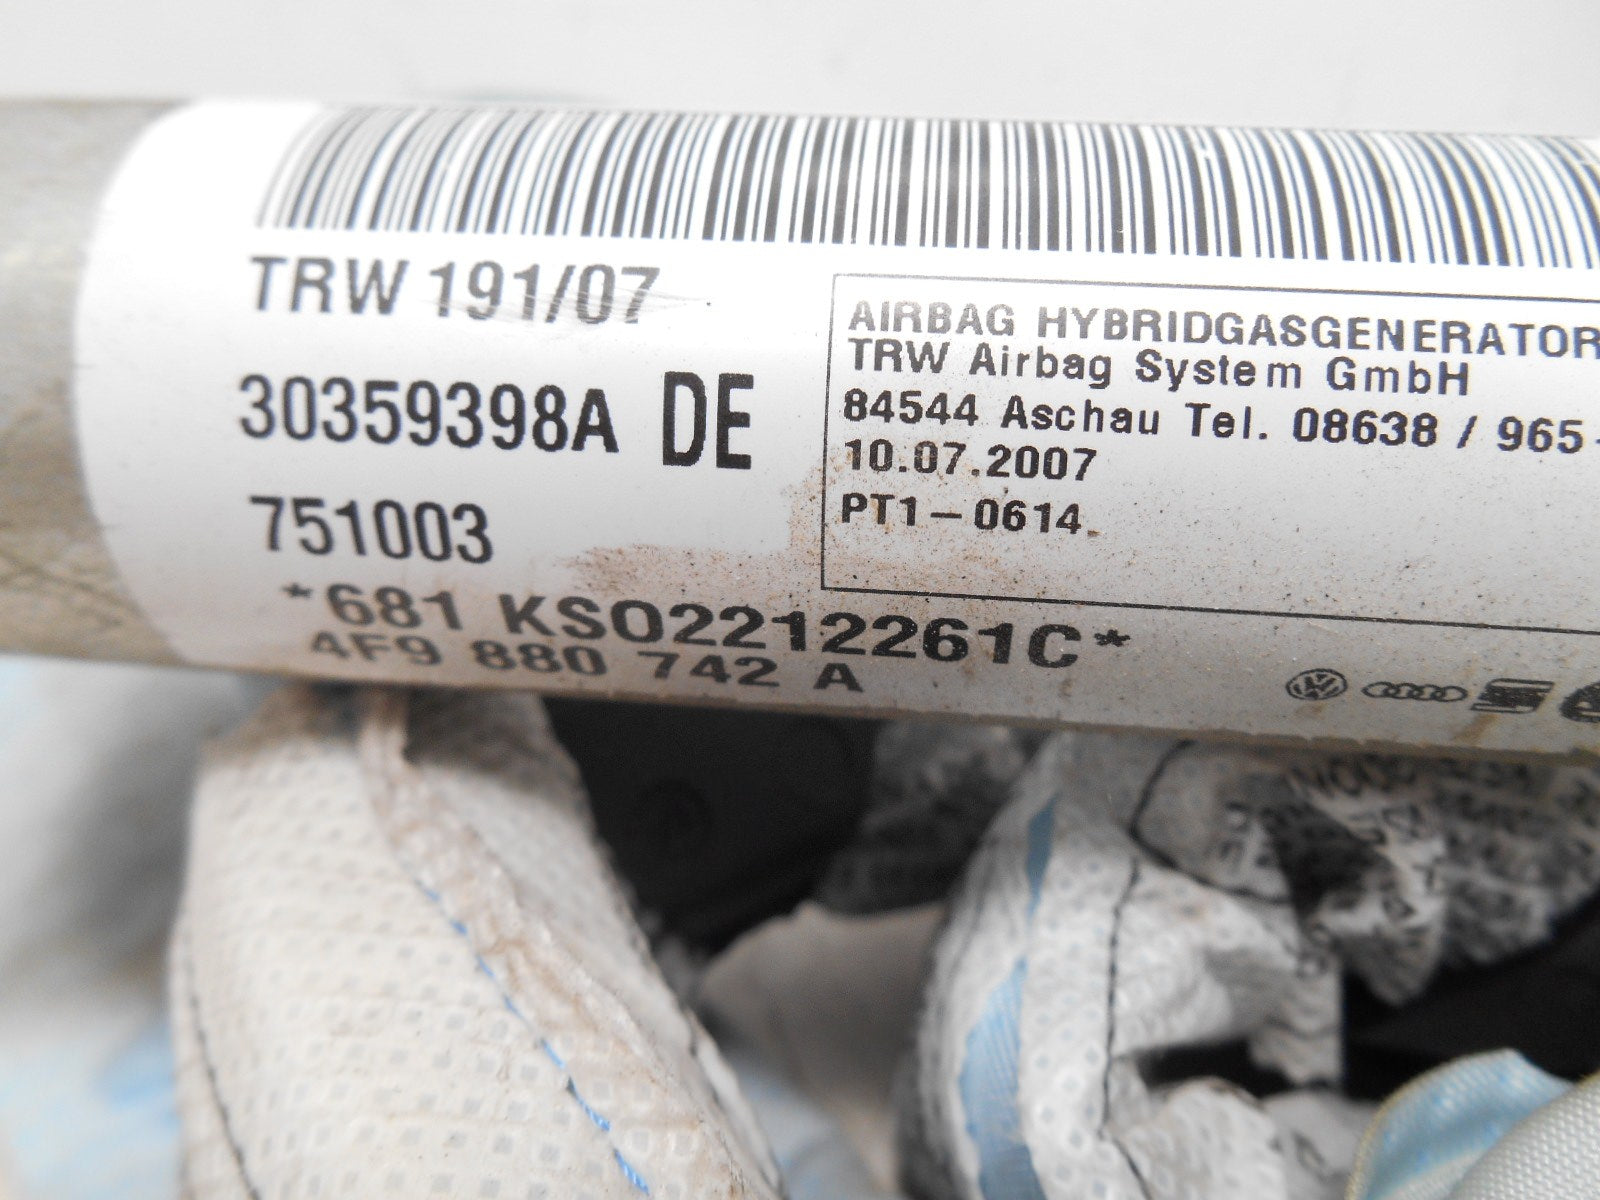 TRW 191/07
30359398A DE
751003
*681 KSO2212261C*
4F9 880 742 A
AIRBAG HYBRIDGASGENERATOR
TRW Airbag System GmbH
84544 Aschau Tel. 08638 / 965-
10.07.2007
PT1-0614